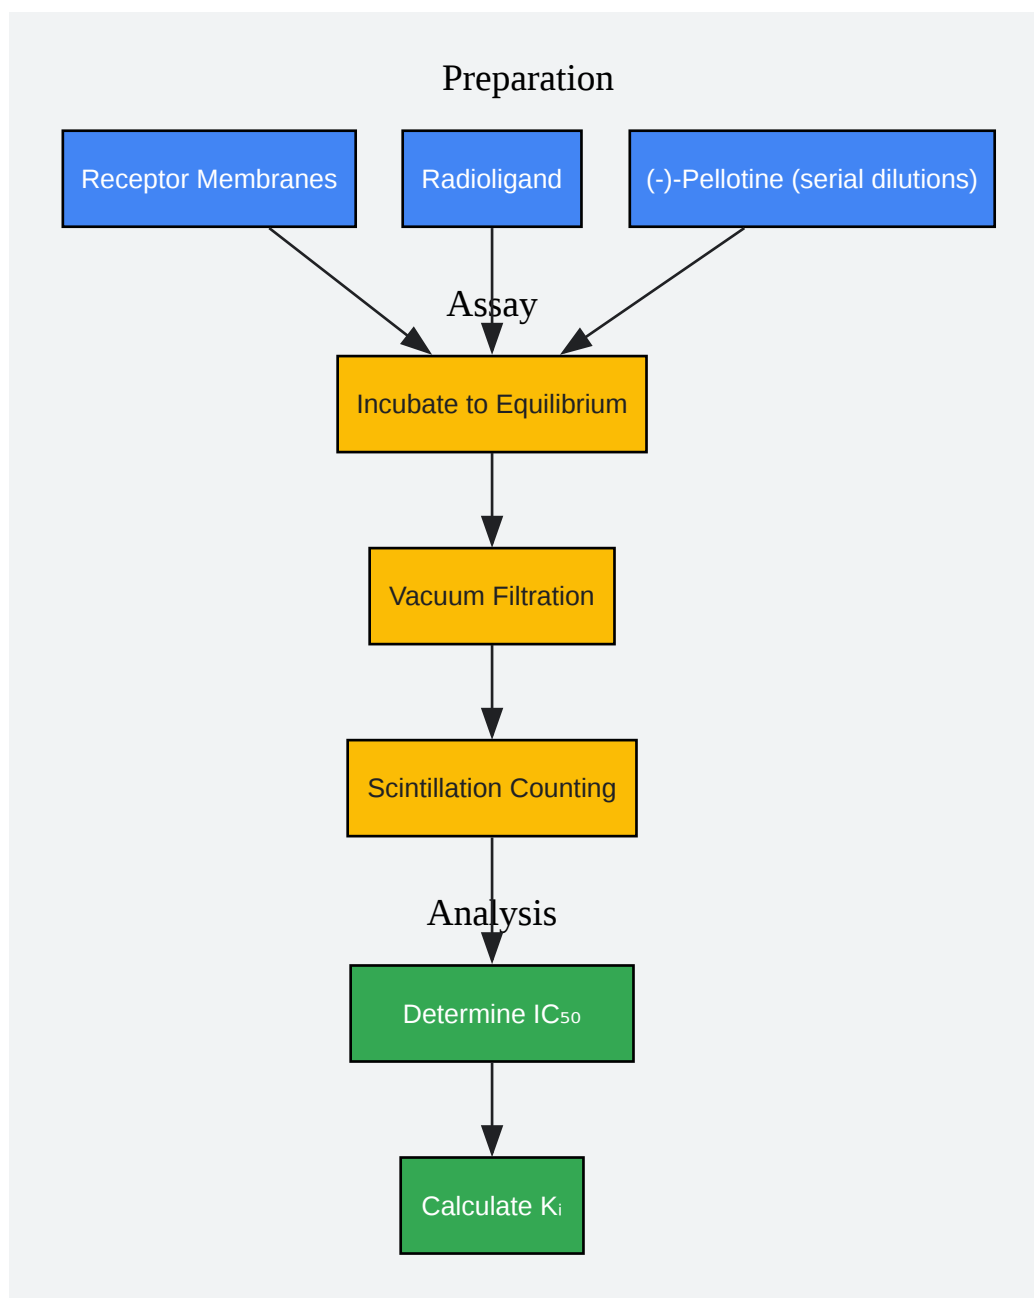 Preparation
Receptor Membranes
Radioligand
(-)-Pellotine (serial dilutions)
Assay
Incubate to Equilibrium
Vacuum Filtration
Scintillation Counting
Analysis
Determine IC₅₀
Calculate Kᵢ